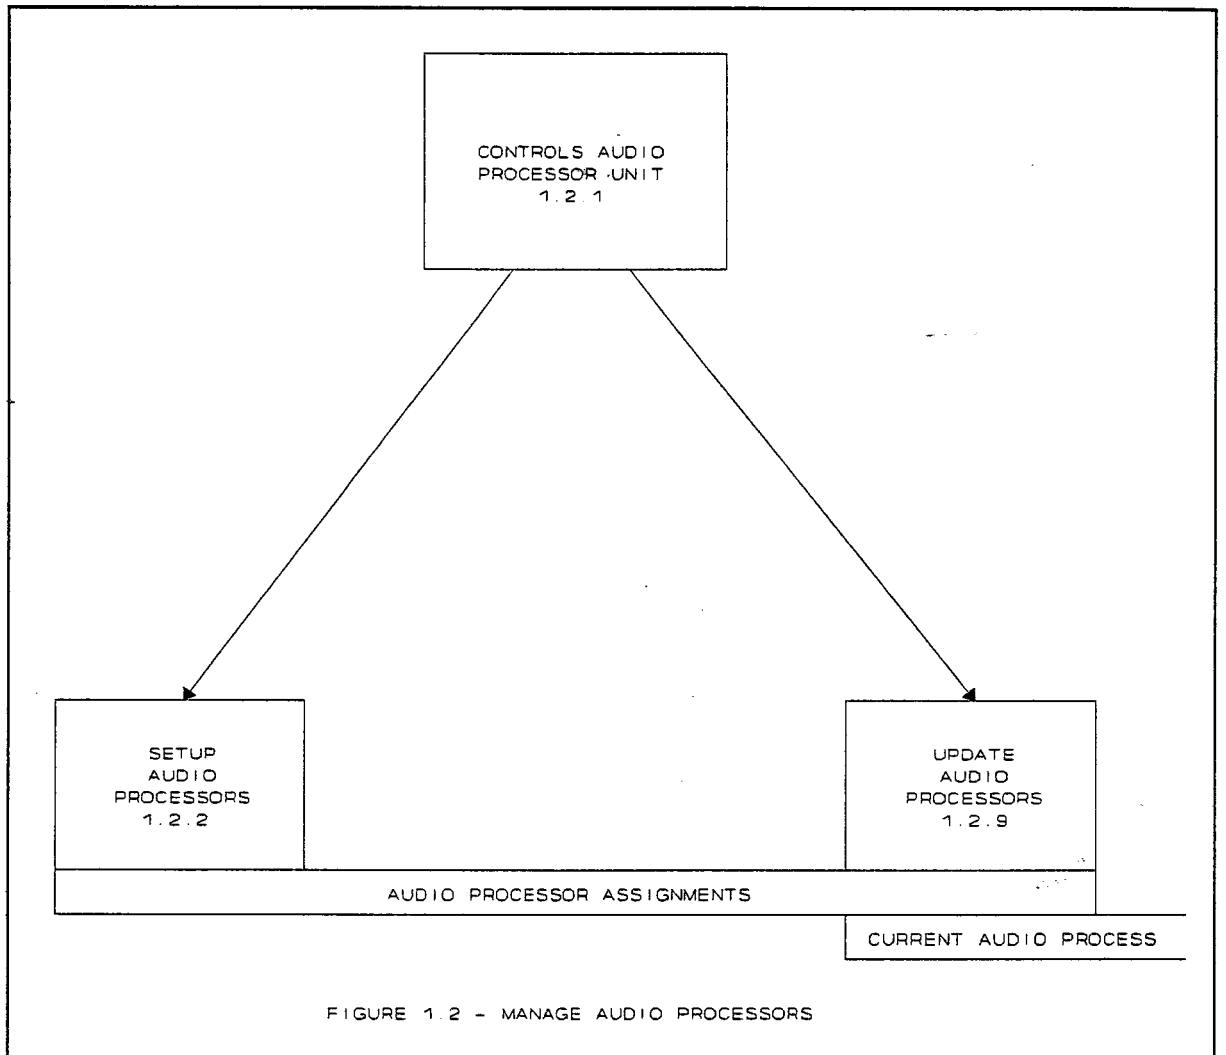 CONTROLS AUDIO
PROCESSOR UNIT
1.2.1
SETUP
AUDIO
PROCESSORS
1.2.2
UPDATE
AUDIO
PROCESSORS
1.2.9
AUDIO PROCESSOR ASSIGNMENTS
CURRENT AUDIO PROCESS
FIGURE 1.2 - MANAGE AUDIO PROCESSORS